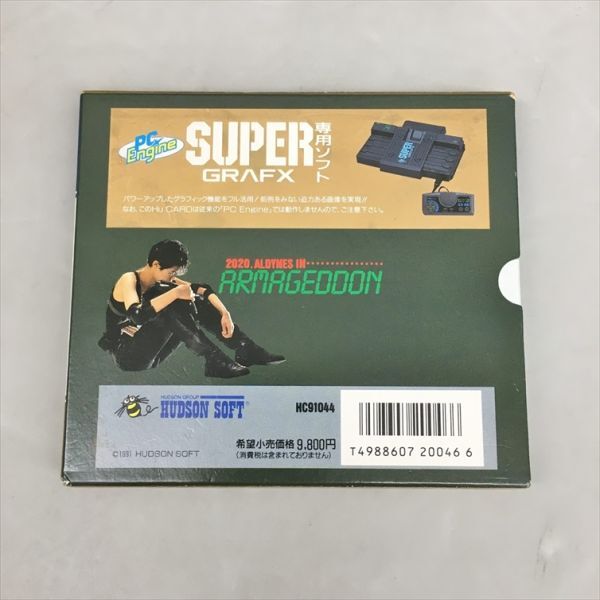 PC Engine
SUPER GRAFX
専用ソフト
SUPER
パワーアップしたグラフィック機能をフル活用！前例をみない迫力ある画像を実現!!
なお、このHu CARDは従来の「PC Engine」では動作しませんので、ご注意下さい。
2020, ALDYNES IN
ARMAGEDDON
HUDSON GROUP
HUDSON SOFT®
HC91044
©1991 HUDSON SOFT
希望小売価格 9,800円
(消費税は含まれておりません)
T4988607 20046 6